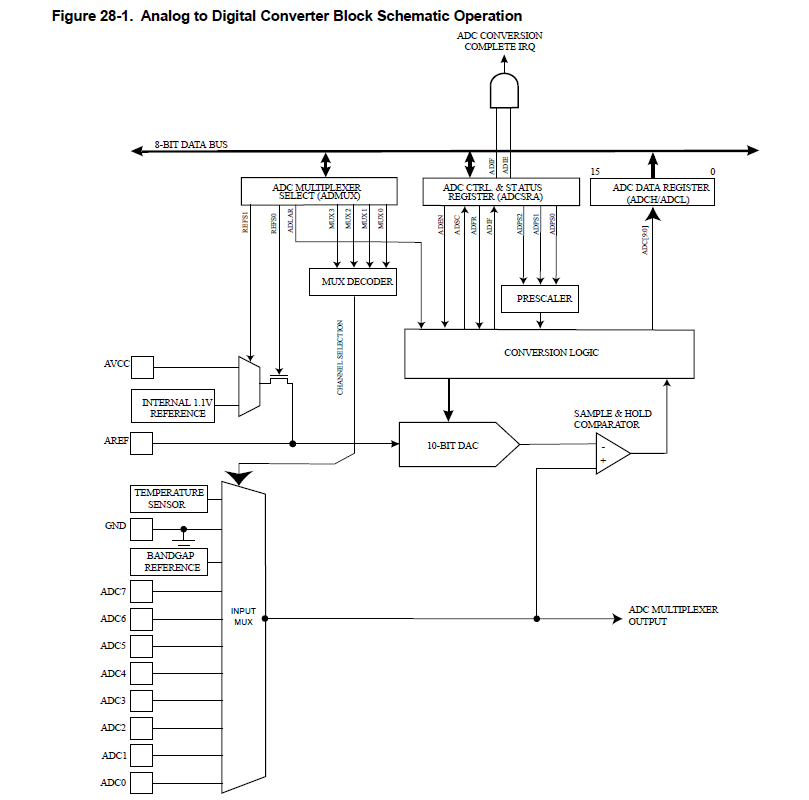 Figure 28-1. Analog to Digital Converter Block Schematic Operation
ADC CONVERSION
COMPLETE IRQ
8-BIT DATA BUS
ADIF
ADIE
15
0
ADC MULTIPLEXER
SELECT (ADMUX)
ADC CTRL. & STATUS
REGISTER (ADCSRA)
ADC DATA REGISTER
(ADCH/ADCL)
REFS1
REFS0
ADLAR
MUX3
MUX2
MUX1
MUX0
ADEN
ADSC
ADFR
ADIF
ADPS2
ADPS1
ADPS0
ADC[9:0]
MUX DECODER
PRESCALER
CHANNEL SELECTION
CONVERSION LOGIC
AVCC
INTERNAL 1.1V
REFERENCE
SAMPLE & HOLD
COMPARATOR
AREF
10-BIT DAC
-
+
TEMPERATURE
SENSOR
GND
BANDGAP
REFERENCE
ADC7
ADC6
INPUT
MUX
ADC MULTIPLEXER
OUTPUT
ADC5
ADC4
ADC3
ADC2
ADC1
ADC0